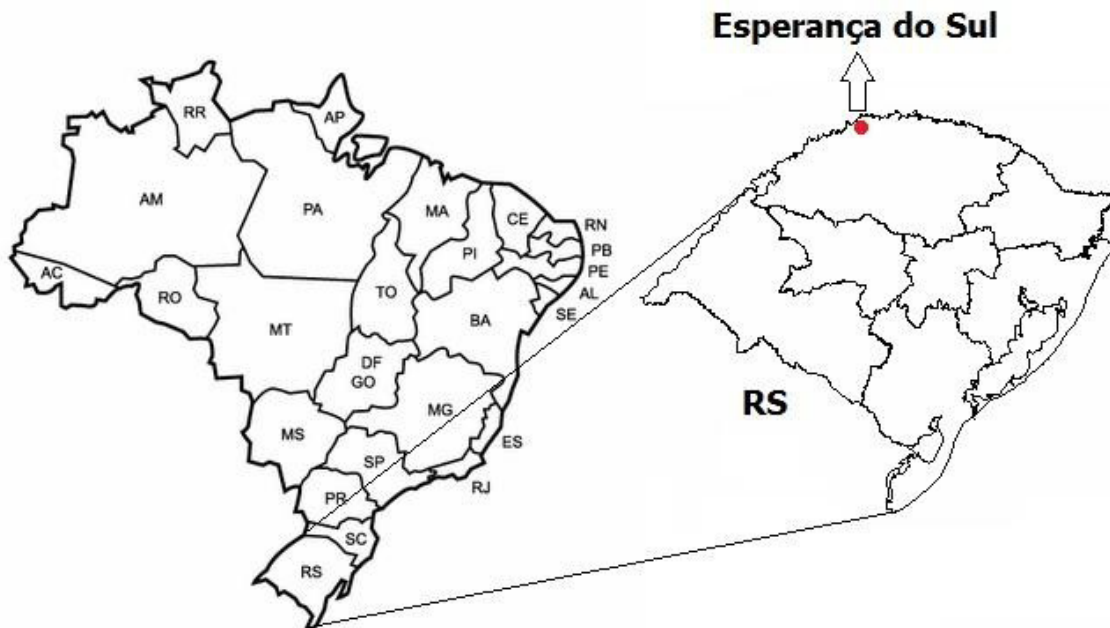 Esperança do Sul
RR
AP
AM
PA
MA
CE
RN
PI
PB
PE
AC
RO
TO
AL
SE
MT
BA
DF
GO
MG
RS
MS
ES
SP
RJ
PR
SC
RS